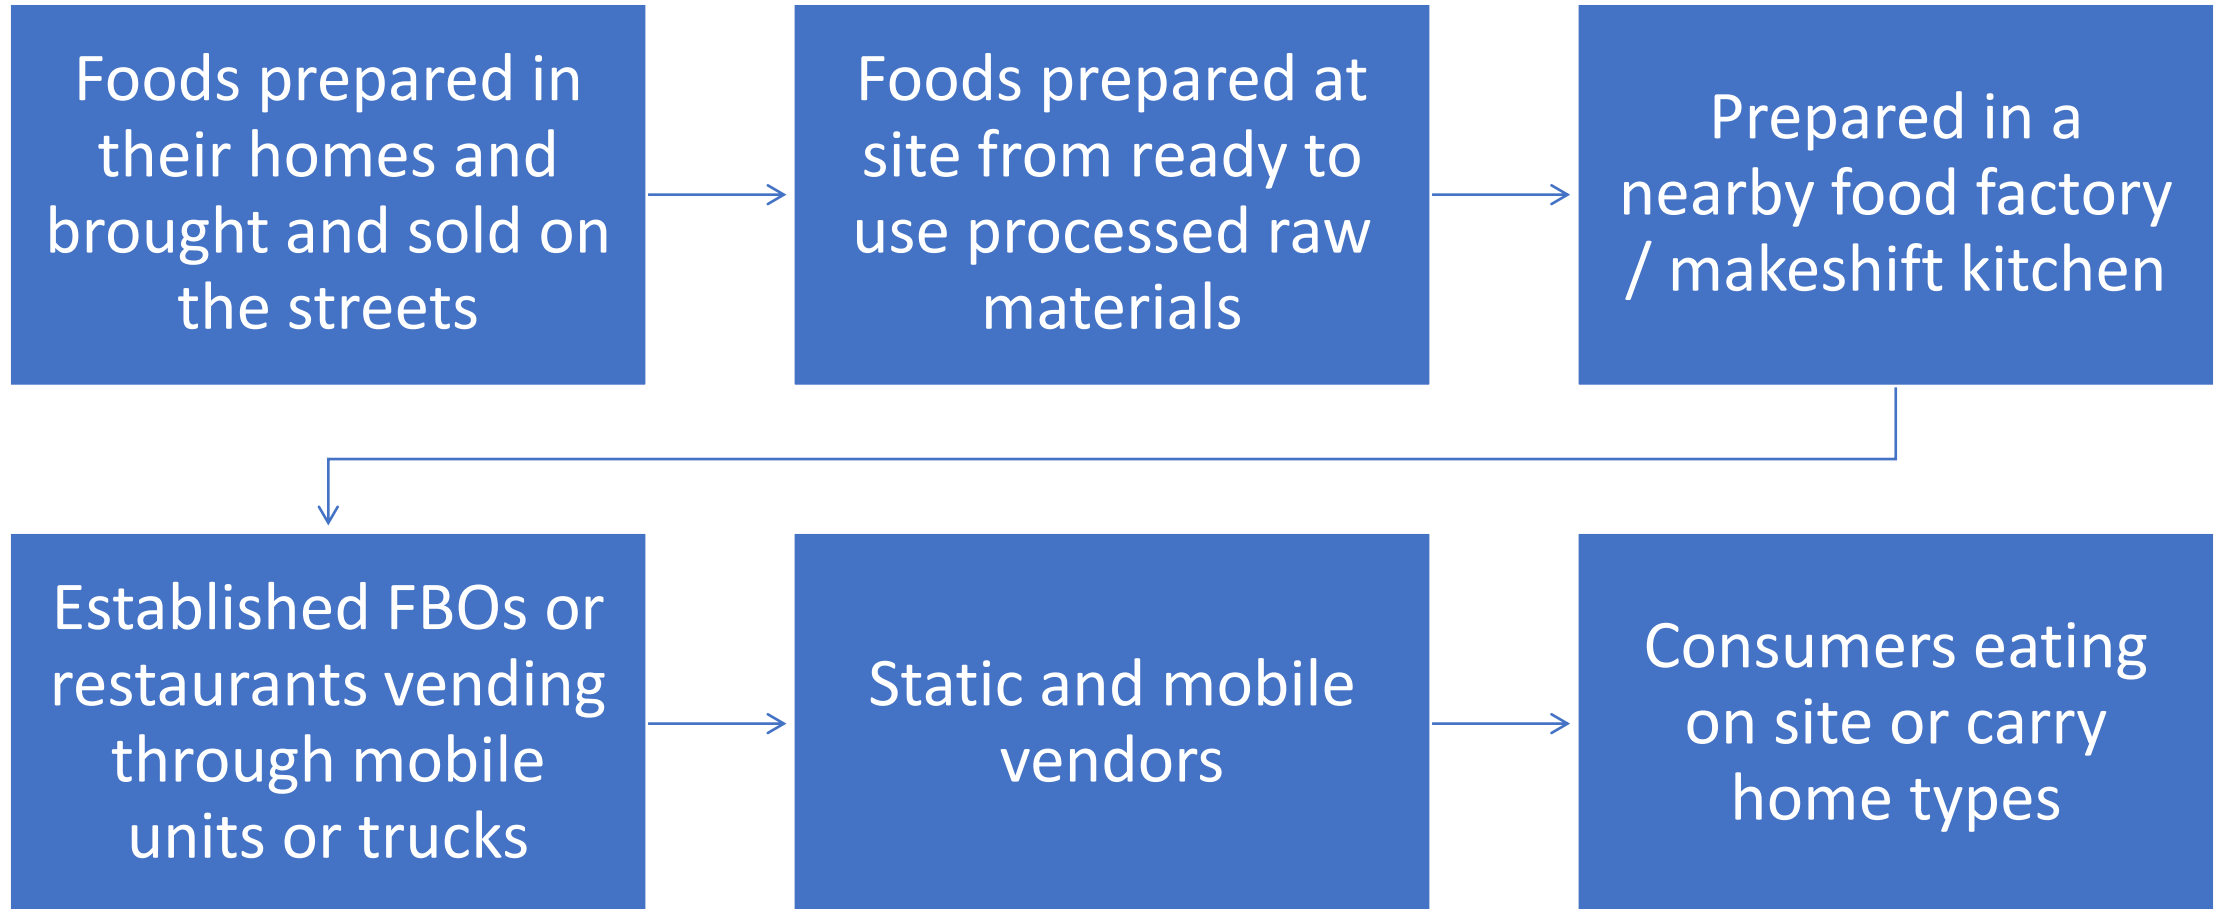 Foods prepared in
their homes and
brought and sold on
the streets
Foods prepared at
site from ready to
use processed raw
materials
Prepared in a
nearby food factory
/ makeshift kitchen
Established FBOs or
restaurants vending
through mobile
units or trucks
Static and mobile
vendors
Consumers eating
on site or carry
home types